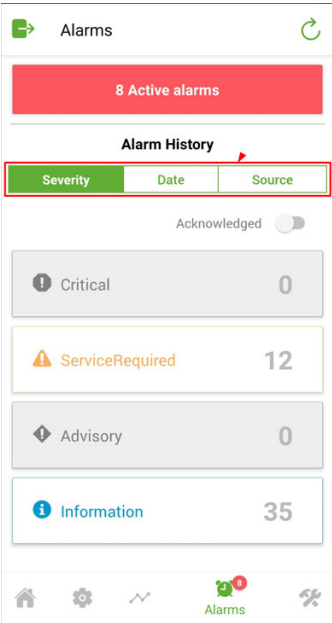 Alarms
8 Active alarms
Alarm History
Severity Date Source
Acknowledged
Critical 0
ServiceRequired 12
Advisory 0
Information 35
8
Alarms